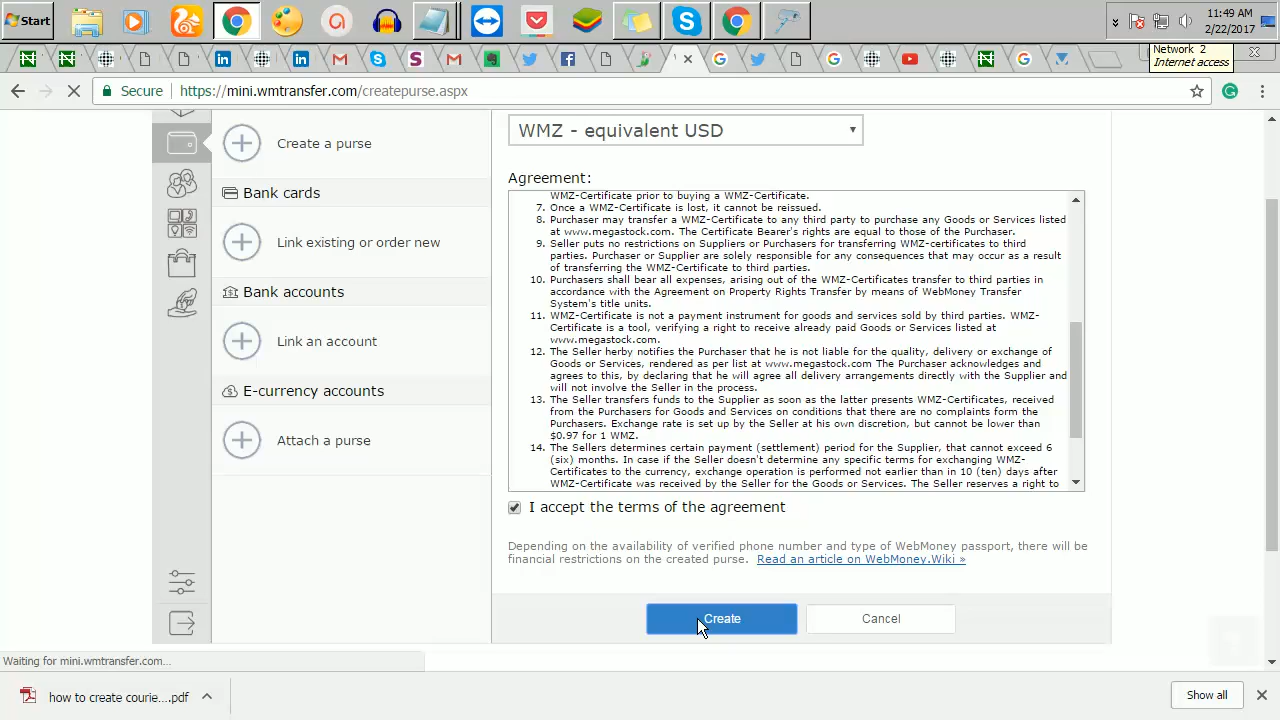 Start
11:49 AM
2/22/2017
Network 2
Internet access
Secure
https://mini.wmtransfer.com/createpurse.aspx
WMZ - equivalent USD
Create a purse
Bank cards
Link existing or order new
Bank accounts
Link an account
E-currency accounts
Attach a purse
Agreement:
WMZ-Certificate prior to buying a WMZ-Certificate.
7. Once a WMZ-Certificate is lost, it cannot be reissued.
8. Purchaser may transfer a WMZ-Certificate to any third party to purchase any Goods or Services listed
at www.megastock.com. The Certificate Bearer's rights are equal to those of the Purchaser.
9. Seller puts no restrictions on Suppliers or Purchasers for transferring WMZ-certificates to third
parties. Purchaser or Supplier are solely responsible for any consequences that may occur as a result
of transferring the WMZ-Certificate to third parties.
10. Purchasers shall bear all expenses, arising out of the WMZ-Certificates transfer to third parties in
accordance with the Agreement on Property Rights Transfer by means of WebMoney Transfer
System's title units.
11. WMZ-Certificate is not a payment instrument for goods and services sold by third parties. WMZ-
Certificate is a tool, verifying a right to receive already paid Goods or Services listed at
www.megastock.com.
12. The Seller herby notifies the Purchaser that he is not liable for the quality, delivery or exchange of
Goods or Services, rendered as per list at www.megastock.com The Purchaser acknowledges and
agrees to this, by declaring that he will agree all delivery arrangements directly with the Supplier and
will not involve the Seller in the process.
13. The Seller transfers funds to the Supplier as soon as the latter presents WMZ-Certificates, received
from the Purchasers for Goods and Services on conditions that there are no complaints form the
Purchasers. Exchange rate is set up by the Seller at his own discretion, but cannot be lower than
$0.97 for 1 WMZ.
14. The Sellers determines certain payment (settlement) period for the Supplier, that cannot exceed 6
(six) months. In case if the Seller doesn't determine any specific terms for exchanging WMZ-
Certificates to the currency, exchange operation is performed not earlier than in 10 (ten) days after
WMZ-Certificate was received by the Seller for the Goods or Services. The Seller reserves a right to
I accept the terms of the agreement
Depending on the availability of verified phone number and type of WebMoney passport, there will be
financial restrictions on the created purse. Read an article on WebMoney.Wiki »
Create
Cancel
Waiting for mini.wmtransfer.com...
how to create courie....pdf
Show all